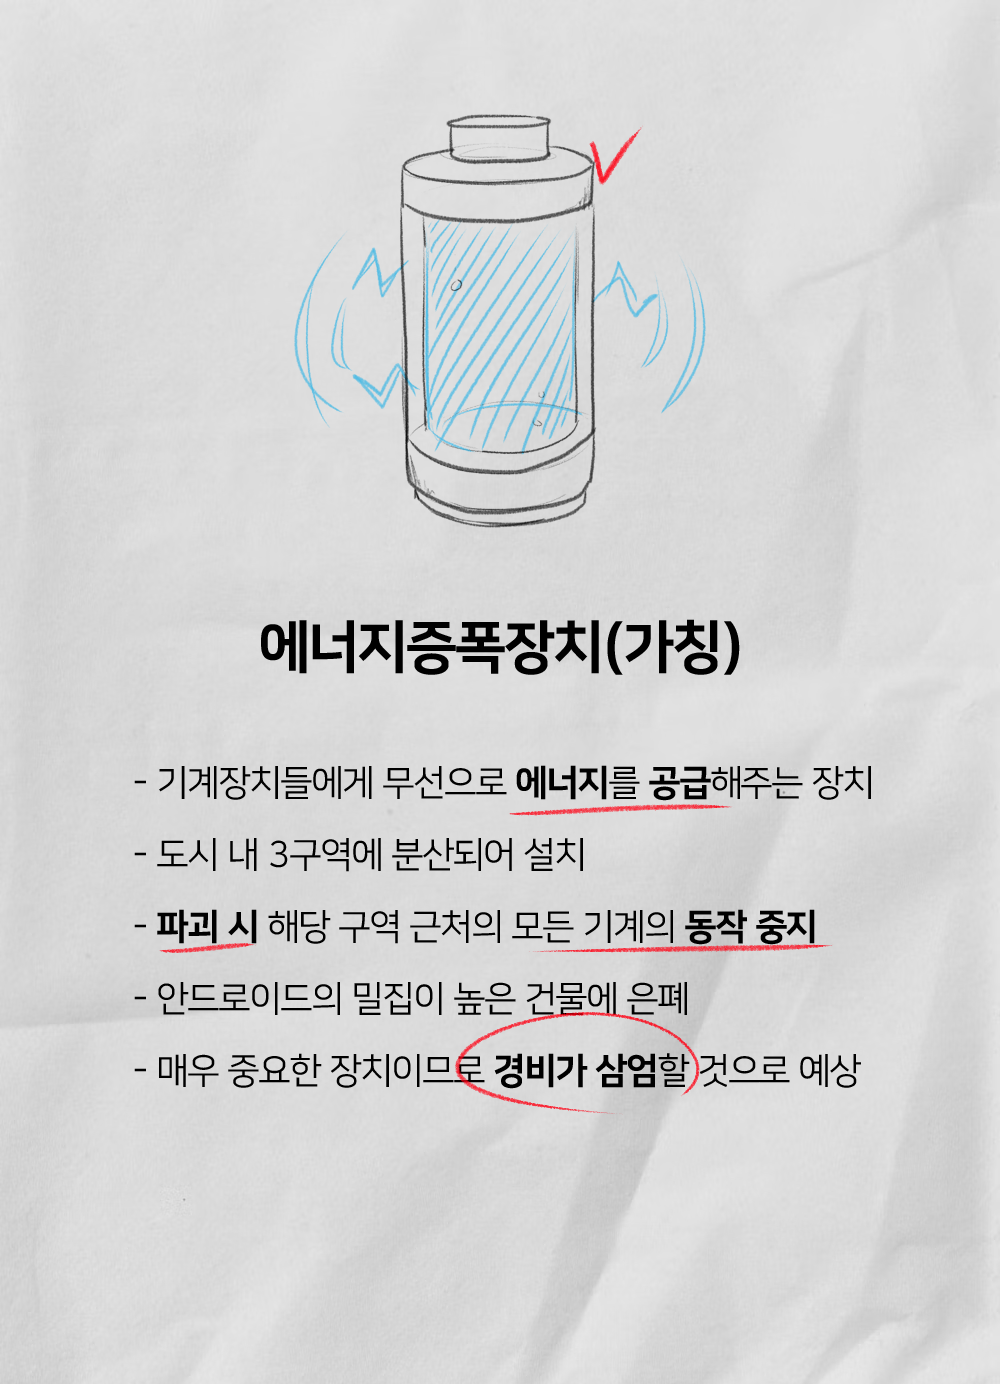 에너지증폭장치(가칭)
- 기계장치들에게 무선으로 에너지를 공급해주는 장치
- 도시 내 3구역에 분산되어 설치
- 파괴 시 해당 구역 근처의 모든 기계의 동작 중지
- 안드로이드의 밀집이 높은 건물에 은폐
- 매우 중요한 장치이므로 경비가 삼엄할 것으로 예상